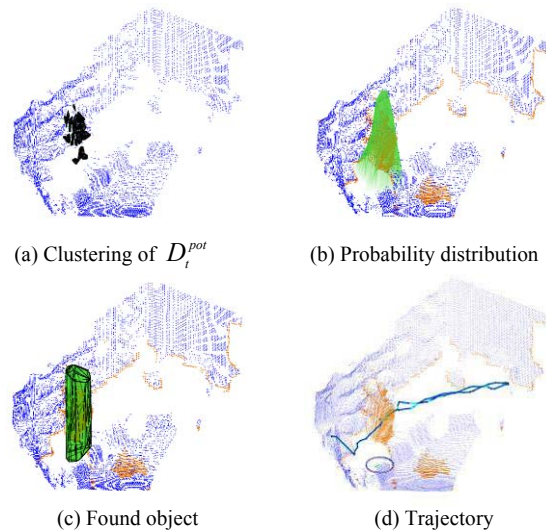 (a) Clustering of D_t^{pot}
(b) Probability distribution
(c) Found object
(d) Trajectory